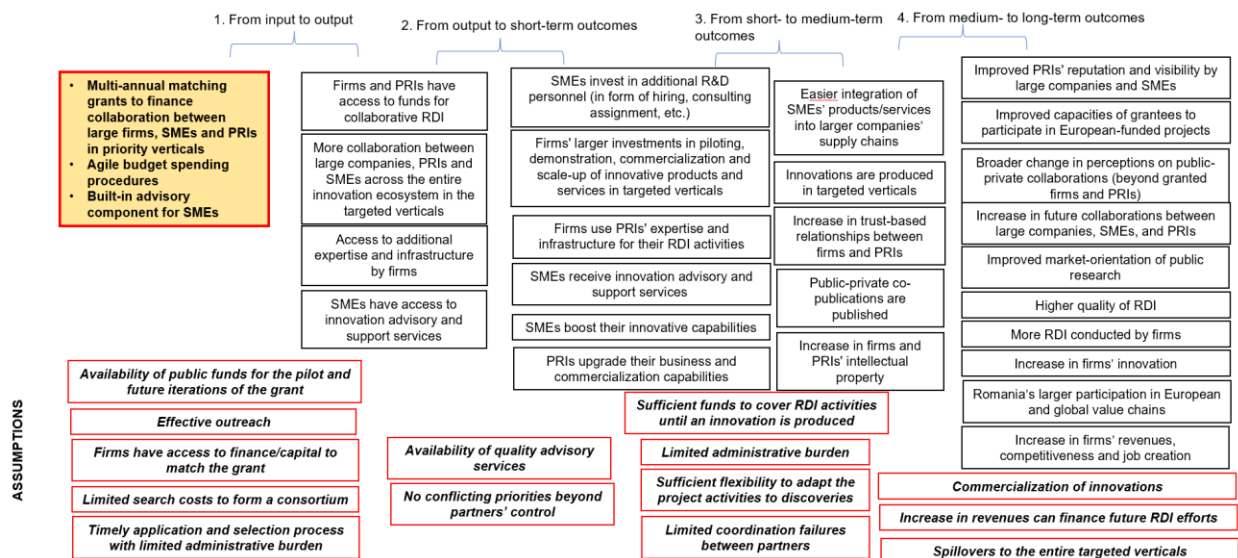 1. From input to output
2. From output to short-term outcomes
3. From short- to medium-term
outcomes
4. From medium- to long-term outcomes
• Multi-annual matching
grants to finance
collaboration between
large firms, SMEs and PRIs
in priority verticals
• Agile budget spending
procedures
• Built-in advisory
component for SMEs
Firms and PRIs have
access to funds for
collaborative RDI
More collaboration between
large companies, PRIs and
SMEs across the entire
innovation ecosystem in the
targeted verticals
Access to additional
expertise and infrastructure
by firms
SMEs have access to
innovation advisory and
support services
SMEs invest in additional R&D
personnel (in form of hiring, consulting
assignment, etc.)
Firms' larger investments in piloting,
demonstration, commercialization and
scale-up of innovative products and
services in targeted verticals
Firms use PRIs' expertise and
infrastructure for their RDI activities
SMEs receive innovation advisory and
support services
SMEs boost their innovative capabilities
PRIs upgrade their business and
commercialization capabilities
Easier integration of
SMEs' products/services
into larger companies'
supply chains
Innovations are produced
in targeted verticals
Increase in trust-based
relationships between
firms and PRIs
Public-private co-
publications are
published
Increase in firms and
PRIs' intellectual
property
Improved PRIs' reputation and visibility by
large companies and SMEs
Improved capacities of grantees to
participate in European-funded projects
Broader change in perceptions on public-
private collaborations (beyond granted
firms and PRIs)
Increase in future collaborations between
large companies, SMEs, and PRIs
Improved market-orientation of public
research
Higher quality of RDI
More RDI conducted by firms
Increase in firms' innovation
Romania's larger participation in European
and global value chains
Increase in firms' revenues,
competitiveness and job creation
ASSUMPTIONS
Availability of public funds for the pilot and
future iterations of the grant
Effective outreach
Firms have access to finance/capital to
match the grant
Limited search costs to form a consortium
Timely application and selection process
with limited administrative burden
Availability of quality advisory
services
No conflicting priorities beyond
partners' control
Sufficient funds to cover RDI activities
until an innovation is produced
Limited administrative burden
Sufficient flexibility to adapt the
project activities to discoveries
Limited coordination failures
between partners
Commercialization of innovations
Increase in revenues can finance future RDI efforts
Spillovers to the entire targeted verticals